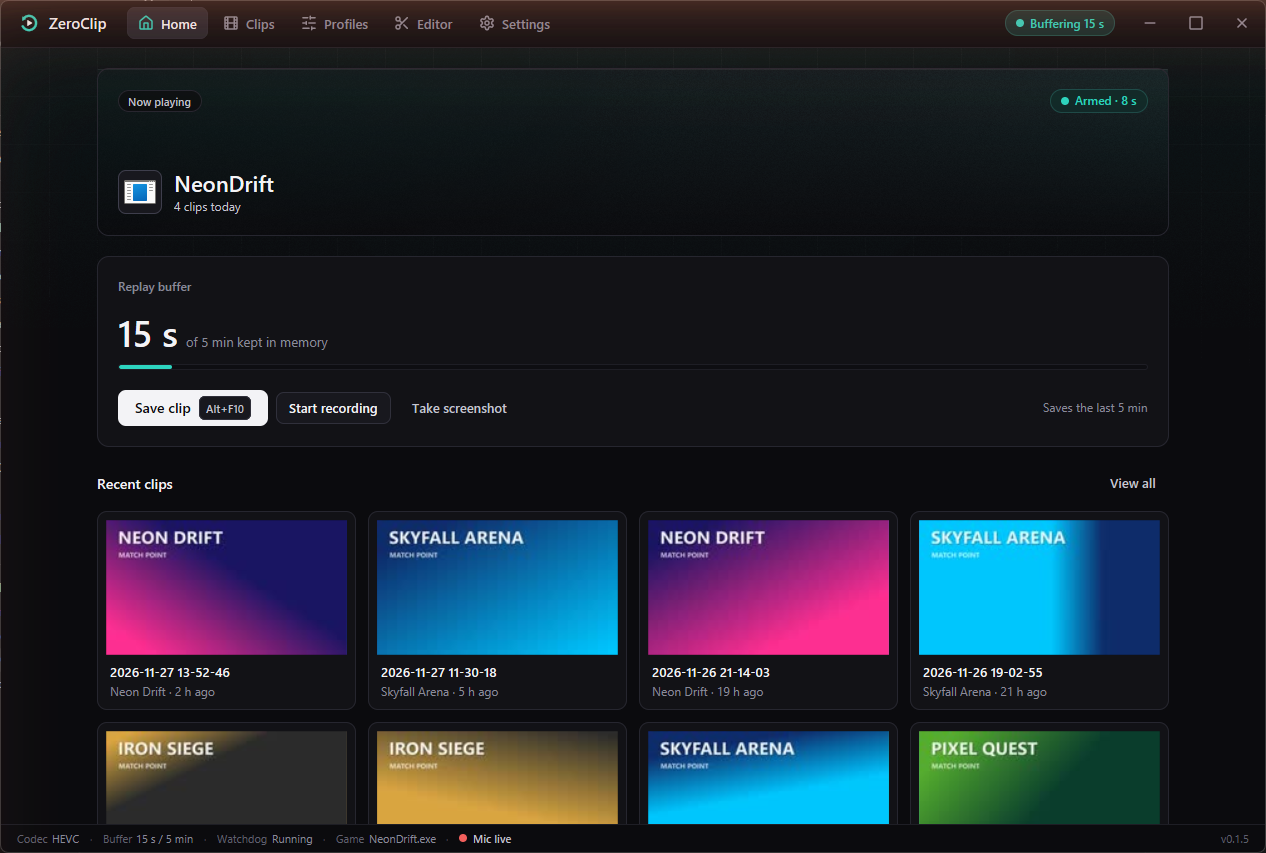 ZeroClip Home Clips Profiles Editor Settings Buffering 15 s
Now playing Armed · 8 s
NeonDrift
4 clips today
Replay buffer
15 s of 5 min kept in memory
Save clip Alt+F10 Start recording Take screenshot Saves the last 5 min
Recent clips View all
NEON DRIFT
MATCH POINT
2026-11-27 13-52-46
Neon Drift · 2 h ago
SKYFALL ARENA
MATCH POINT
2026-11-27 11-30-18
Skyfall Arena · 5 h ago
NEON DRIFT
MATCH POINT
2026-11-26 21-14-03
Neon Drift · 19 h ago
SKYFALL ARENA
MATCH POINT
2026-11-26 19-02-55
Skyfall Arena · 21 h ago
IRON SIEGE
MATCH POINT
IRON SIEGE
MATCH POINT
SKYFALL ARENA
MATCH POINT
PIXEL QUEST
MATCH POINT
Codec HEVC · Buffer 15 s / 5 min · Watchdog Running · Game NeonDrift.exe · Mic live v0.1.5